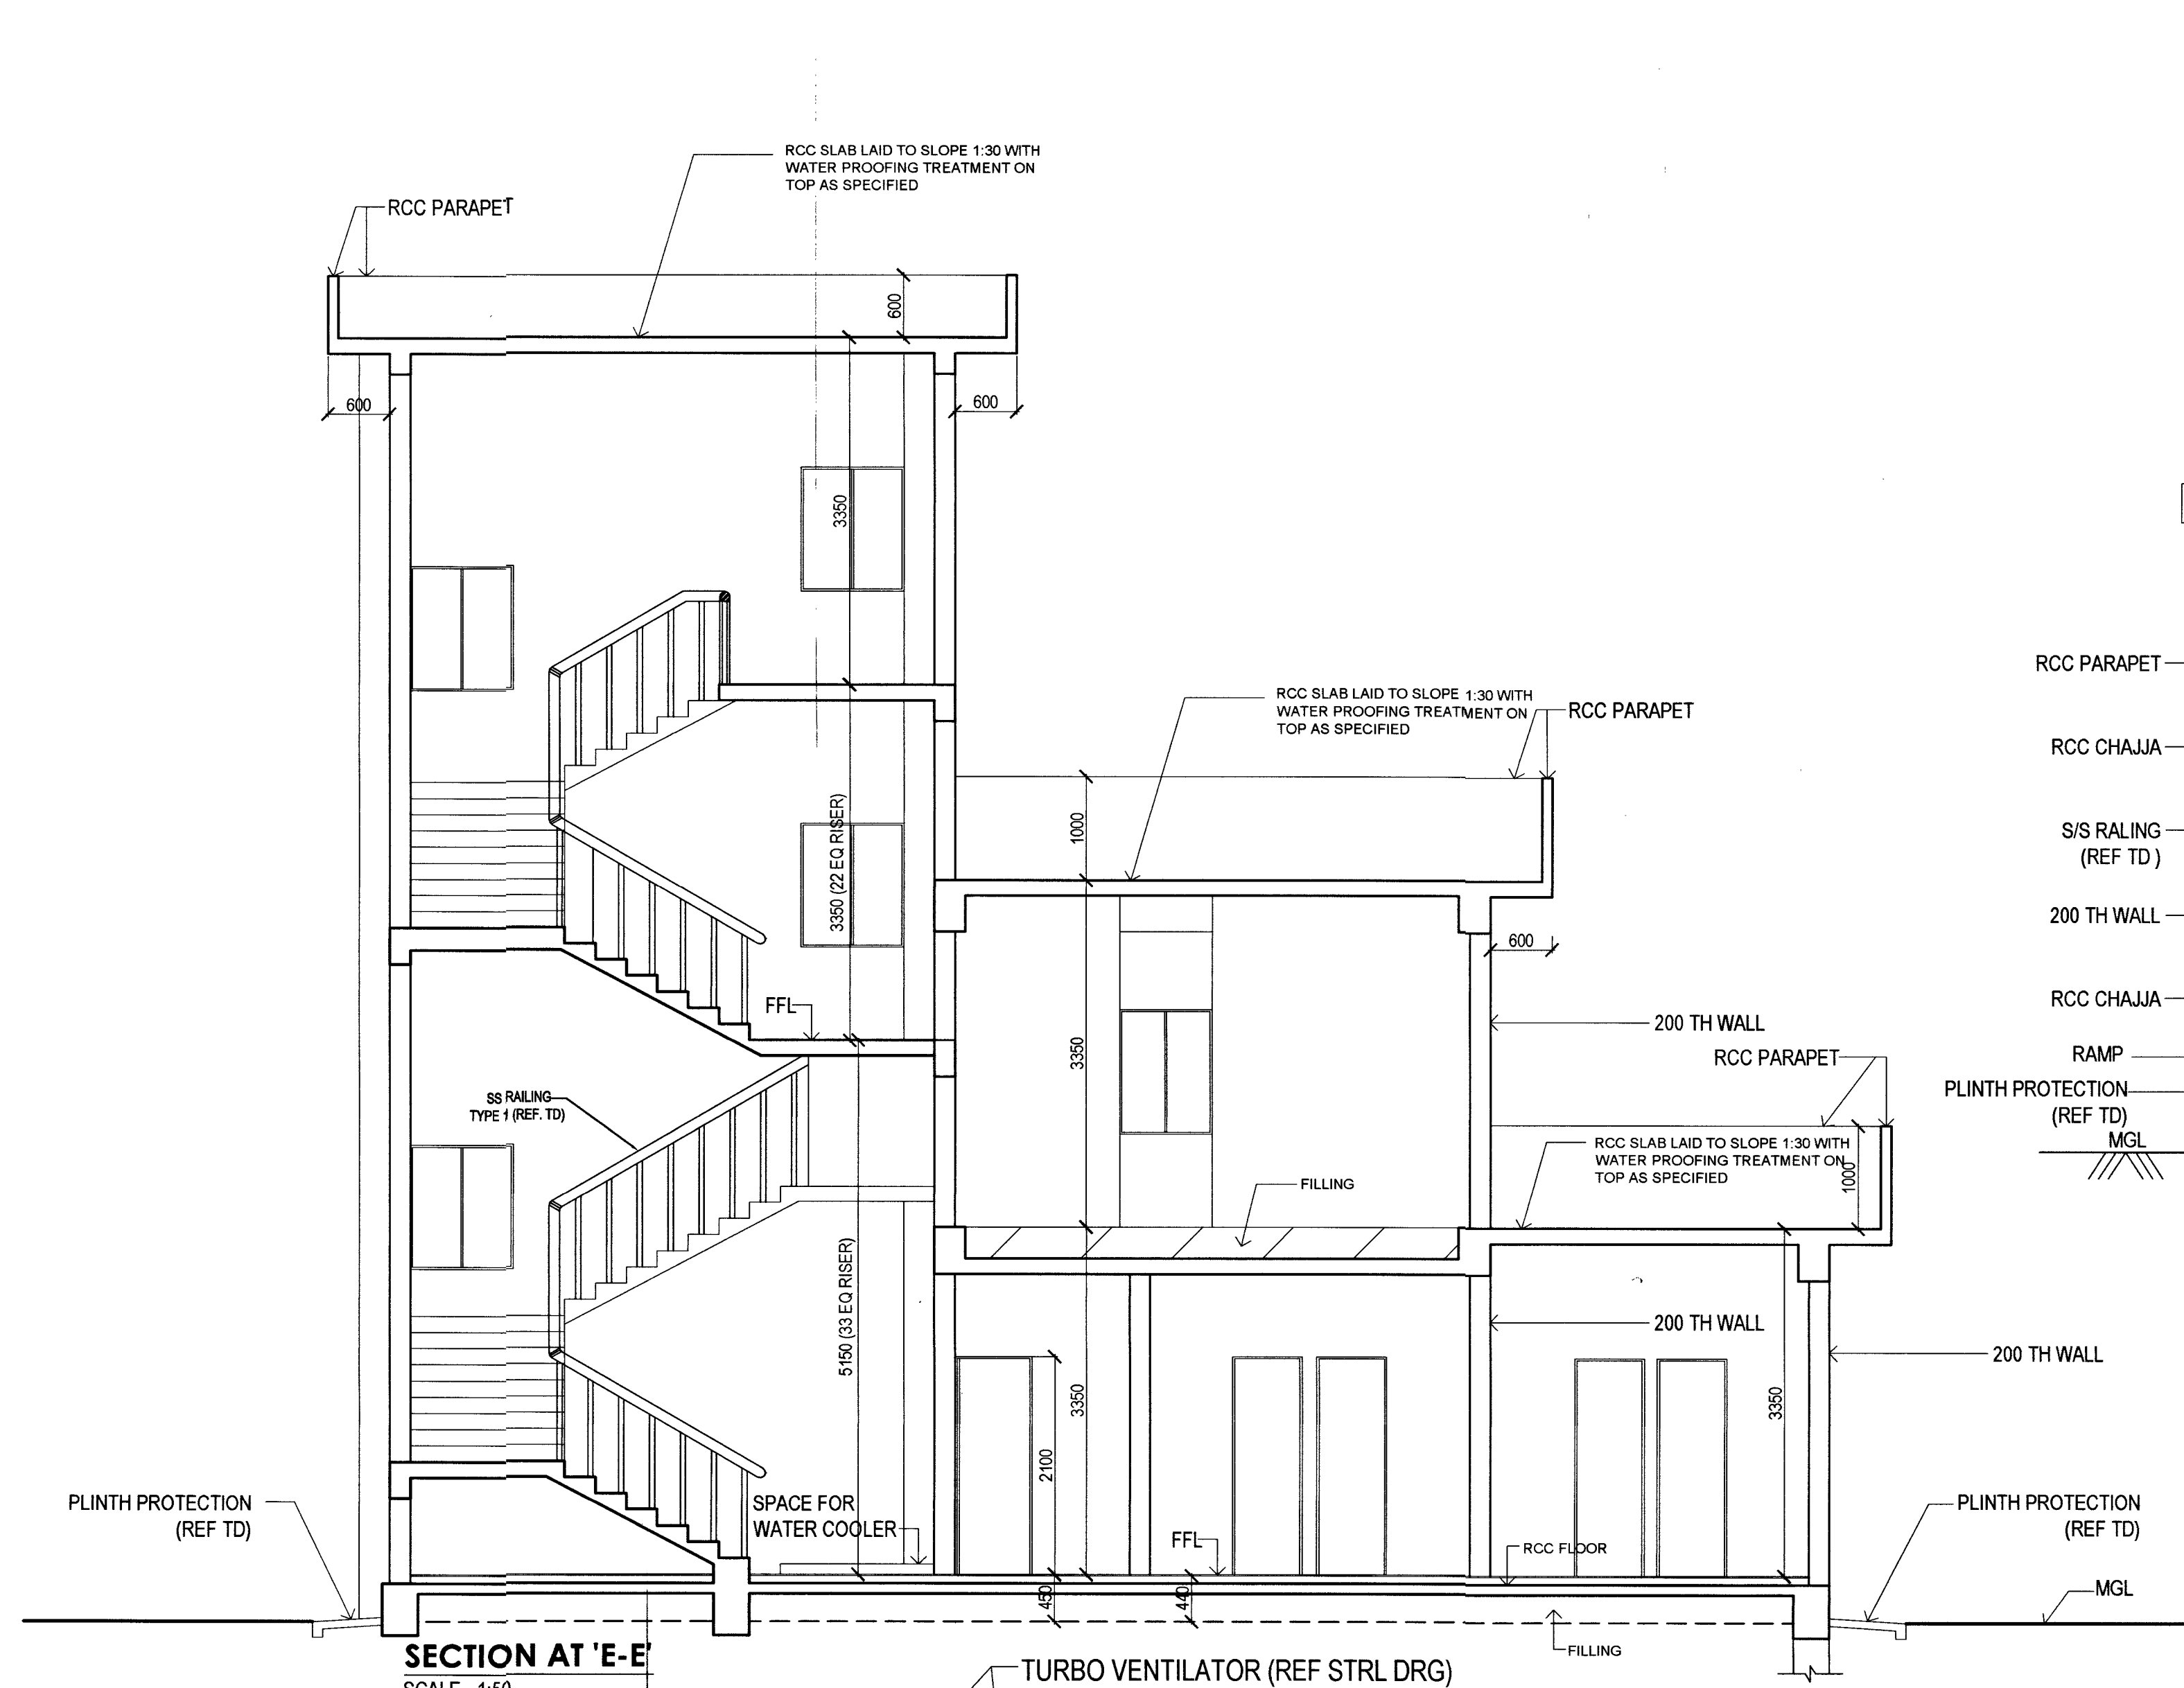 RCC SLAB LAID TO SLOPE 1:30 WITH
WATER PROOFING TREATMENT ON
TOP AS SPECIFIED
RCC PARAPET
600
600
600
3350
RCC PARAPET
RCC SLAB LAID TO SLOPE 1:30 WITH
WATER PROOFING TREATMENT ON
TOP AS SPECIFIED
RCC PARAPET
RCC CHAJJA
1000
3350 (22 EQ RISER)
S/S RALING
(REF TD )
200 TH WALL
600
FFL
RCC CHAJJA
200 TH WALL
3350
RCC PARAPET
RAMP
SS RAILING
TYPE 1 (REF. TD)
PLINTH PROTECTION
(REF TD)
MGL
RCC SLAB LAID TO SLOPE 1:30 WITH
WATER PROOFING TREATMENT ON
TOP AS SPECIFIED
1000
FILLING
5150 (33 EQ RISER)
200 TH WALL
200 TH WALL
3350
3350
2100
PLINTH PROTECTION
(REF TD)
SPACE FOR
WATER COOLER
FFL
RCC FLOOR
PLINTH PROTECTION
(REF TD)
MGL
450
440
FILLING
SECTION AT 'E-E'
SCALE 1:50
TURBO VENTILATOR (REF STRL DRG)